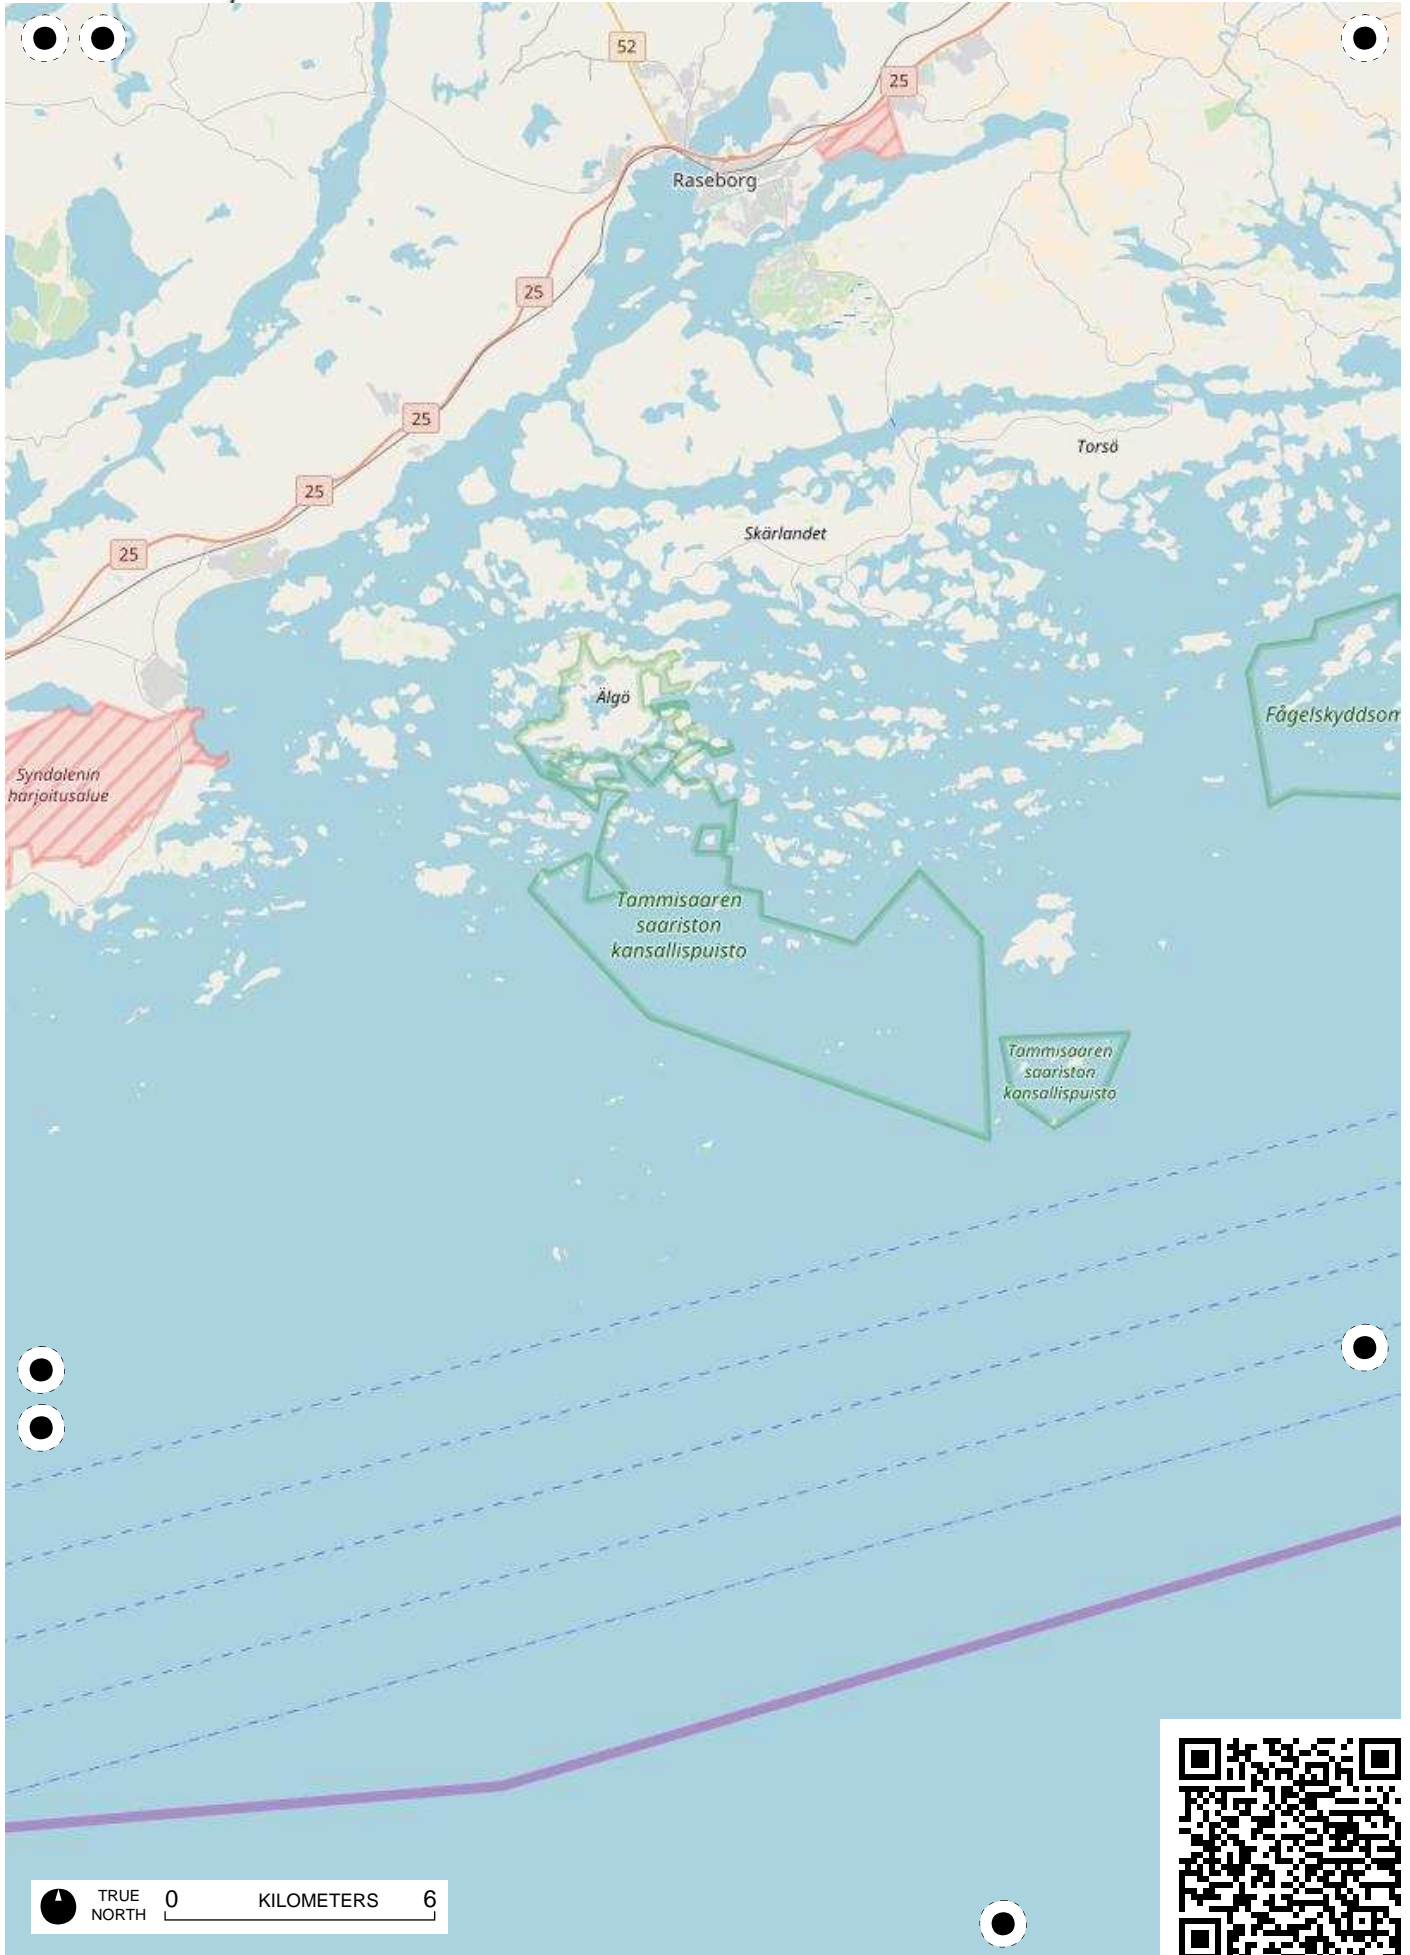 52
25
Raseborg
25
25
Torsö
25
Skärlandet
25
Älgö
Fågelskyddsom
Syndalenin
harjoitusalue
Tammisaaren
saariston
kansallispuisto
Tammisaaren
saariston
kansallispuisto
TRUE
NORTH
0 KILOMETERS 6